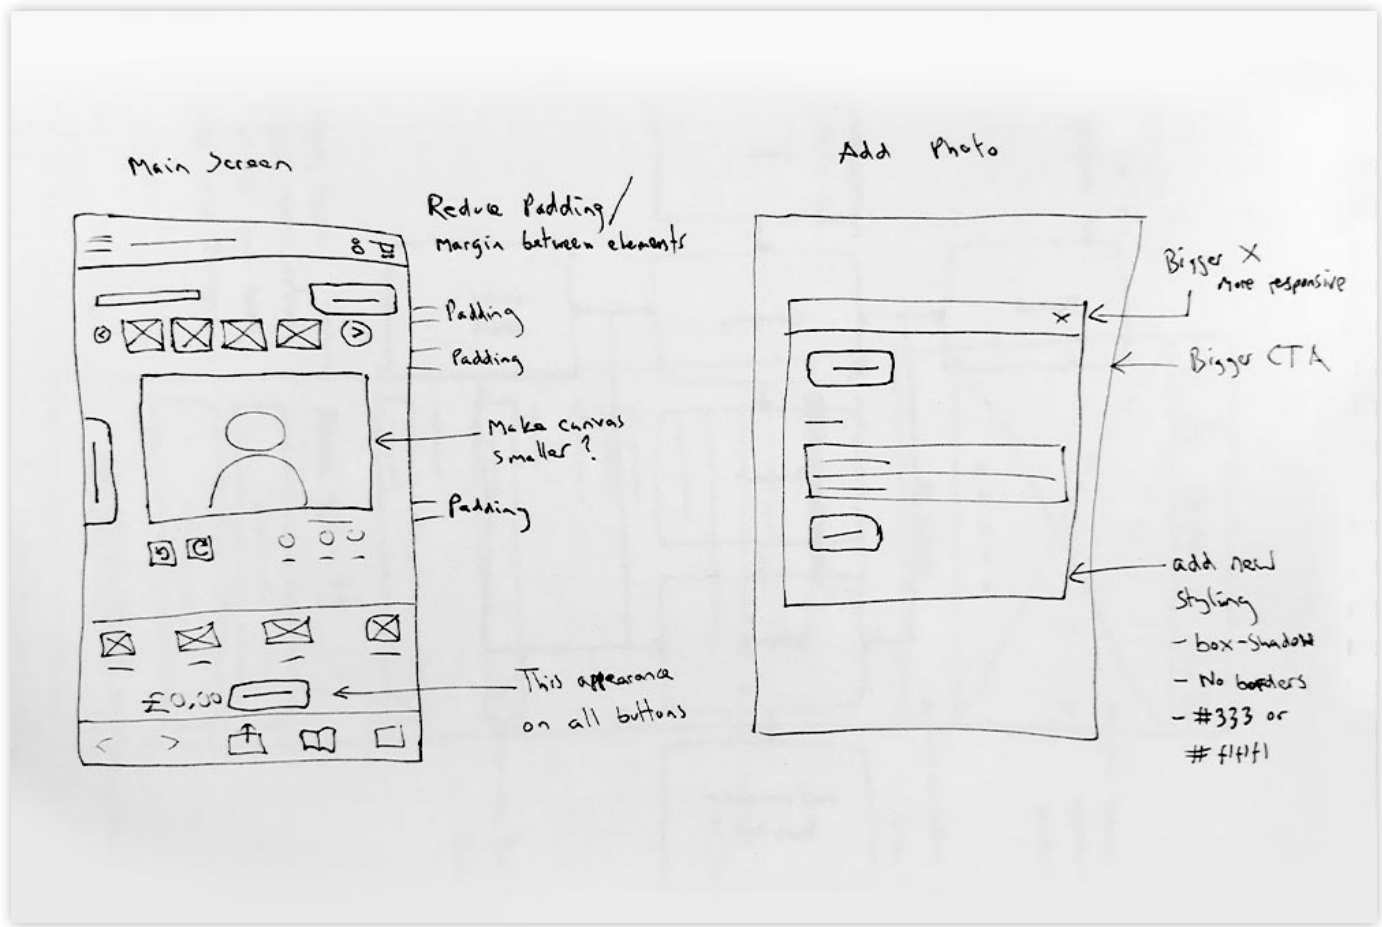 Main Screen
Reduce Padding/
Margin between elements
Padding
Padding
Make canvas
smaller?
Padding
£0.00
This appearance
on all buttons
Add Photo
X
Bigger X
More responsive
Bigger CTA
add new
styling
- box-shadow
- No borders
- #333 or
#f1f1f1